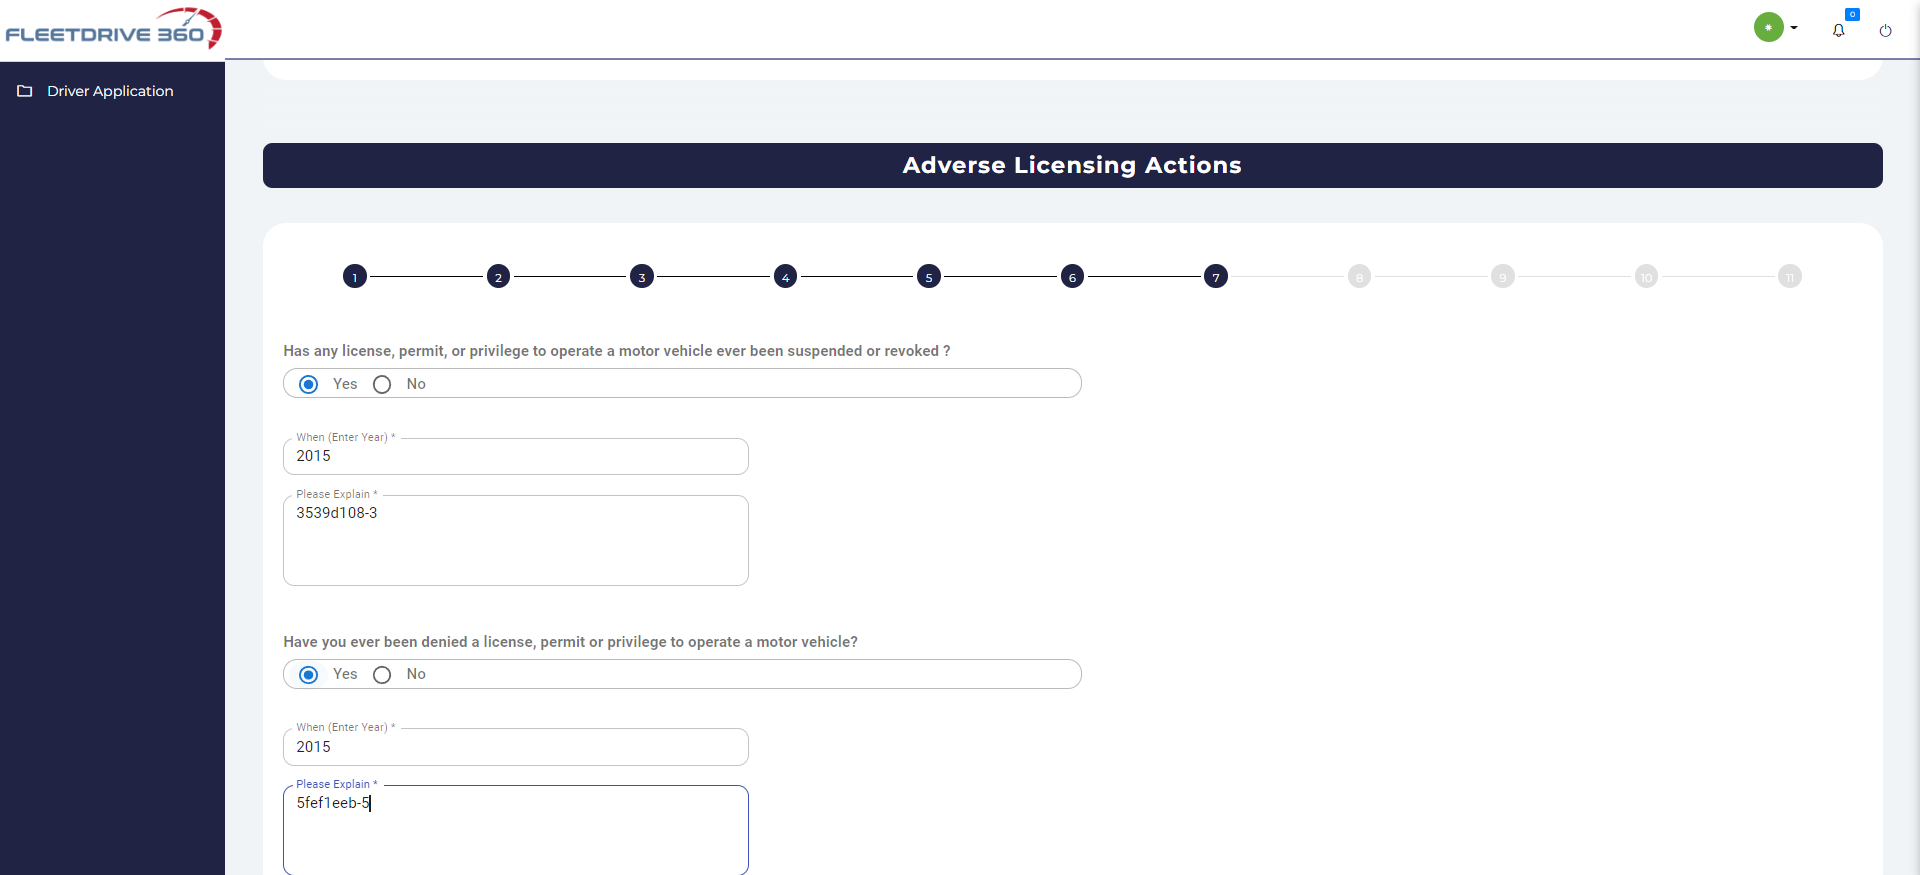 FLEETDRIVE 360
0
Driver Application
Adverse Licensing Actions
1 2 3 4 5 6 7 8 9 10 11
Has any license, permit, or privilege to operate a motor vehicle ever been suspended or revoked ?
Yes No
When (Enter Year) *
2015
Please Explain *
3539d108-3
Have you ever been denied a license, permit or privilege to operate a motor vehicle?
Yes No
When (Enter Year) *
2015
Please Explain *
5fef1eeb-5